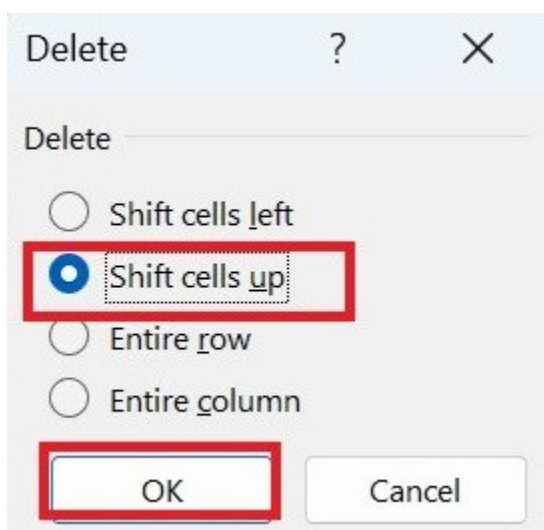 Delete ? X
Delete
Shift cells left
Shift cells up
Entire row
Entire column
OK Cancel